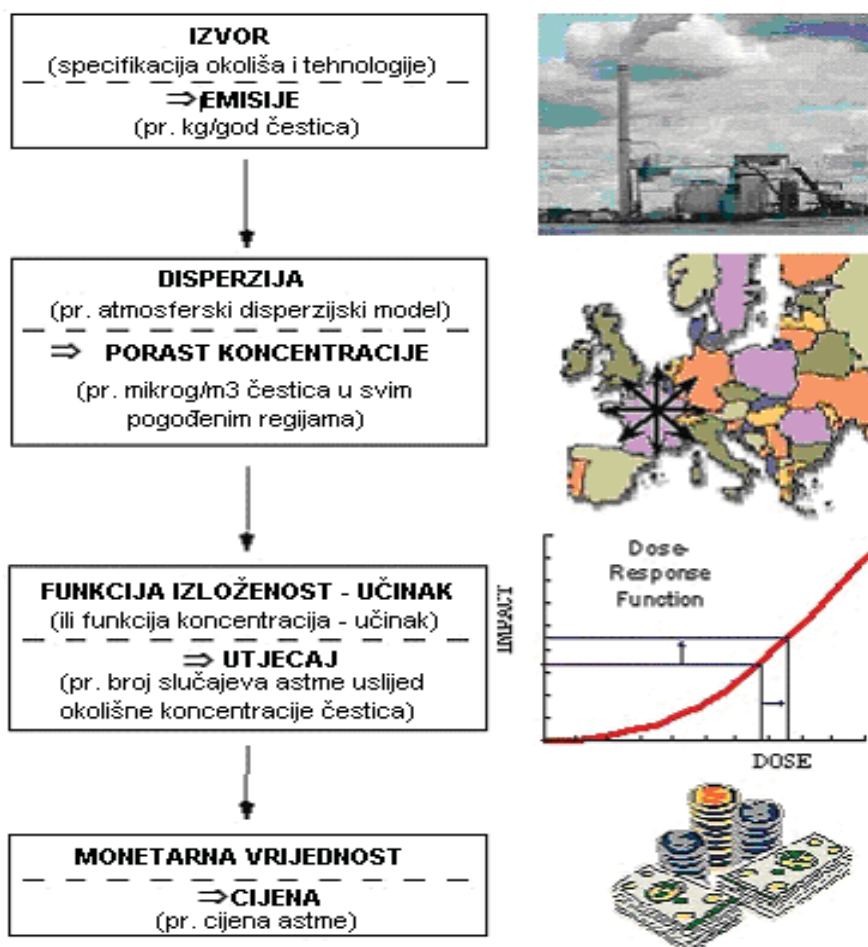 IZVOR
(specifikacija okoliša i tehnologije)
⇒ EMISIJE
(pr. kg/god čestica)
DISPERZIJA
(pr. atmosferski disperzijski model)
⇒ PORAST KONCENTRACIJE
(pr. mikrog/m3 čestica u svim
pogođenim regijama)
FUNKCIJA IZLOŽENOST - UČINAK
(ili funkcija koncentracija - učinak)
⇒ UTJECAJ
(pr. broj slučajeva astme uslijed
okolišne koncentracije čestica)
Dose-
Response
Function
IMPACT
DOSE
MONETARNA VRIJEDNOST
⇒CIJENA
(pr. cijena astme)